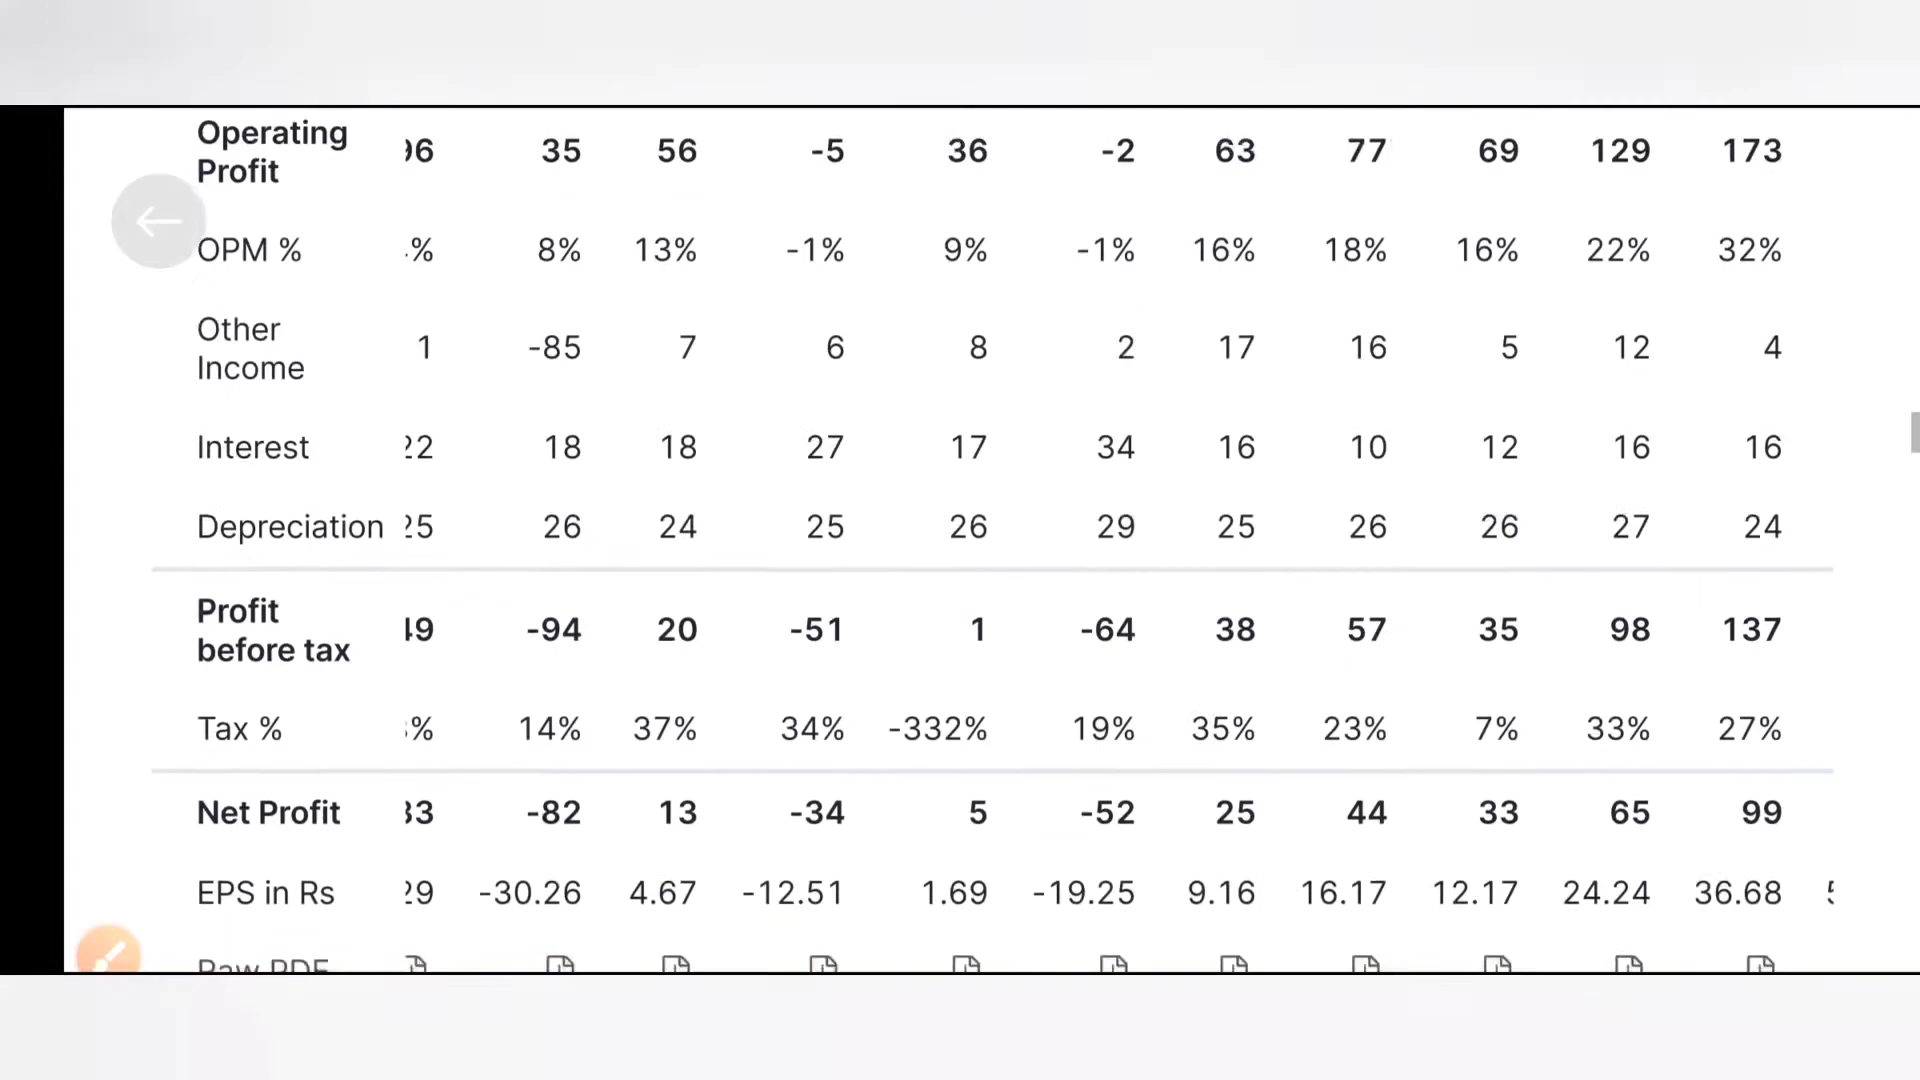 Operating
Profit 35 56 -5 36 -2 63 77 69 129 173
OPM % 8% 13% -1% 9% -1% 16% 18% 16% 22% 32%
Other
Income 1 -85 7 6 8 2 17 16 5 12 4
Interest 22 18 18 27 17 34 16 10 12 16 16
Depreciation 25 26 24 25 26 29 25 26 26 27 24
Profit
before tax -94 20 -51 1 -64 38 57 35 98 137
Tax % 14% 37% 34% -332% 19% 35% 23% 7% 33% 27%
Net Profit 33 -82 13 -34 5 -52 25 44 33 65 99
EPS in Rs -30.26 4.67 -12.51 1.69 -19.25 9.16 16.17 12.17 24.24 36.68
Raw PDF